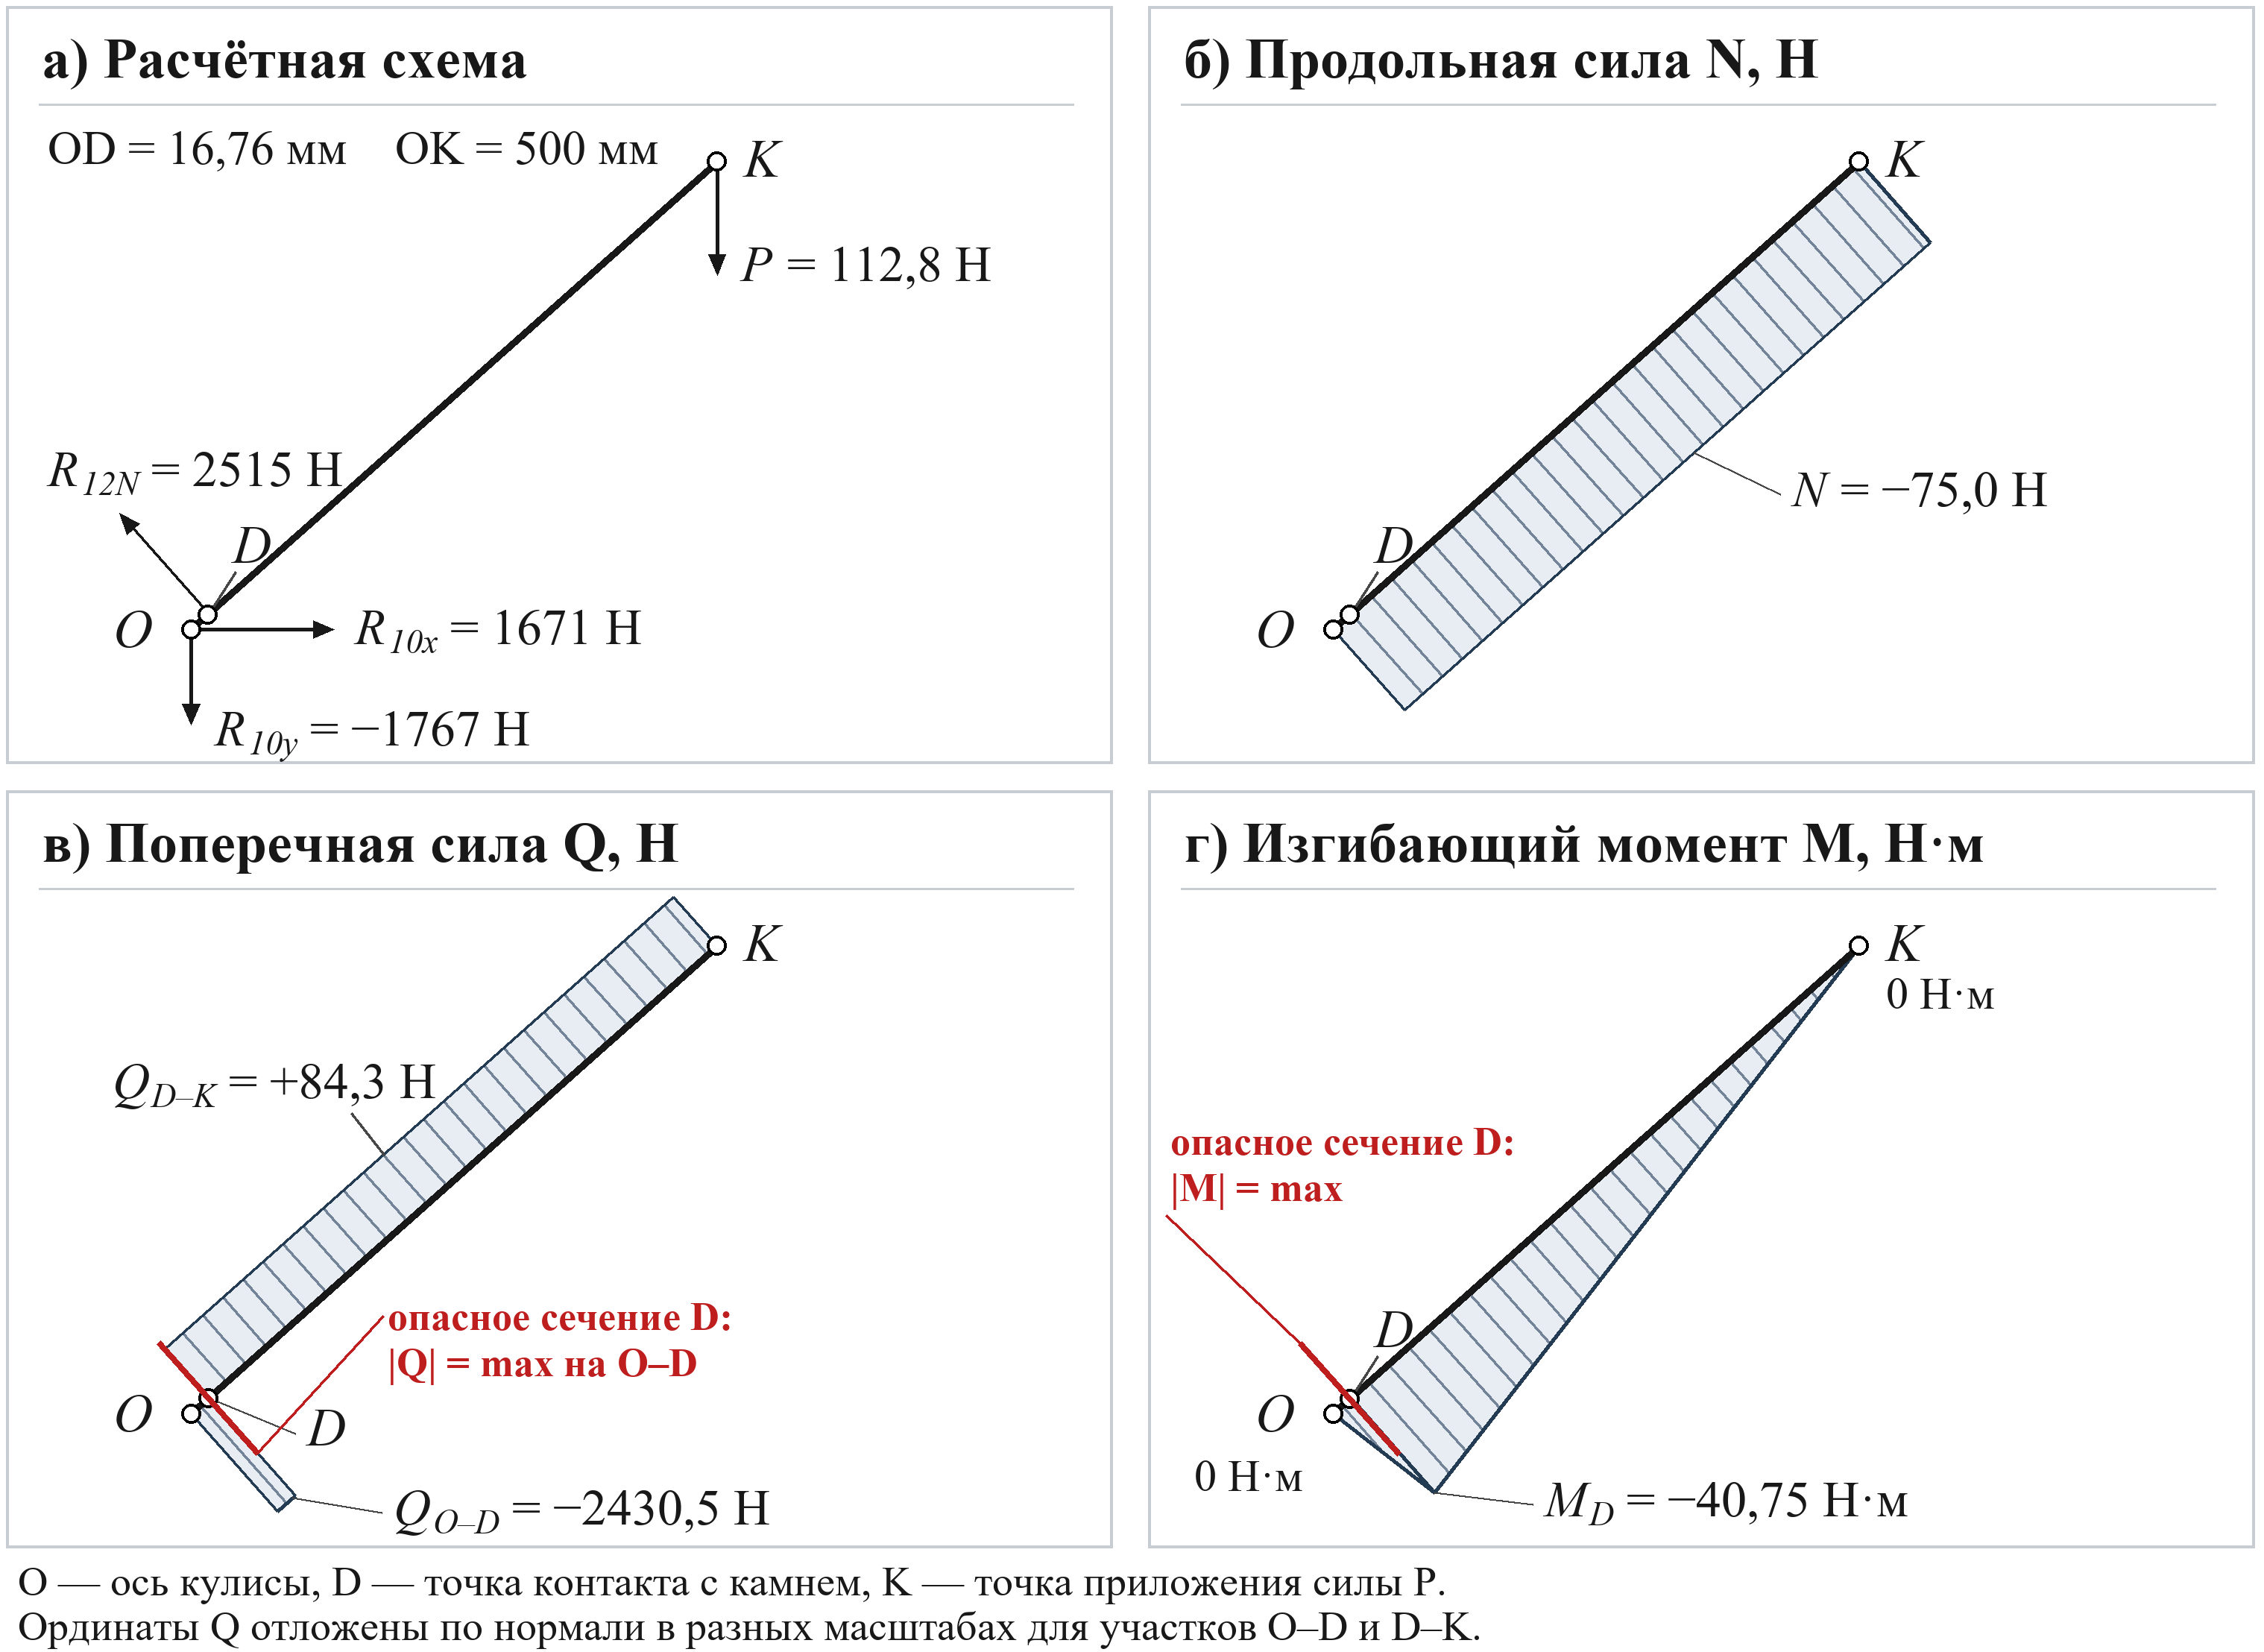 а) Расчётная схема
OD = 16,76 мм OK = 500 мм
K
P = 112,8 Н
R12N = 2515 Н
D
O
R10x = 1671 Н
R10y = −1767 Н
б) Продольная сила N, Н
K
N = −75,0 Н
D
O
в) Поперечная сила Q, Н
K
QD–K = +84,3 Н
опасное сечение D:
|Q| = max на O–D
O
D
QO–D = −2430,5 Н
г) Изгибающий момент M, Н·м
K
0 Н·м
опасное сечение D:
|M| = max
D
O
0 Н·м
MD = −40,75 Н·м
O — ось кулисы, D — точка контакта с камнем, K — точка приложения силы P.
Ординаты Q отложены по нормали в разных масштабах для участков O–D и D–K.